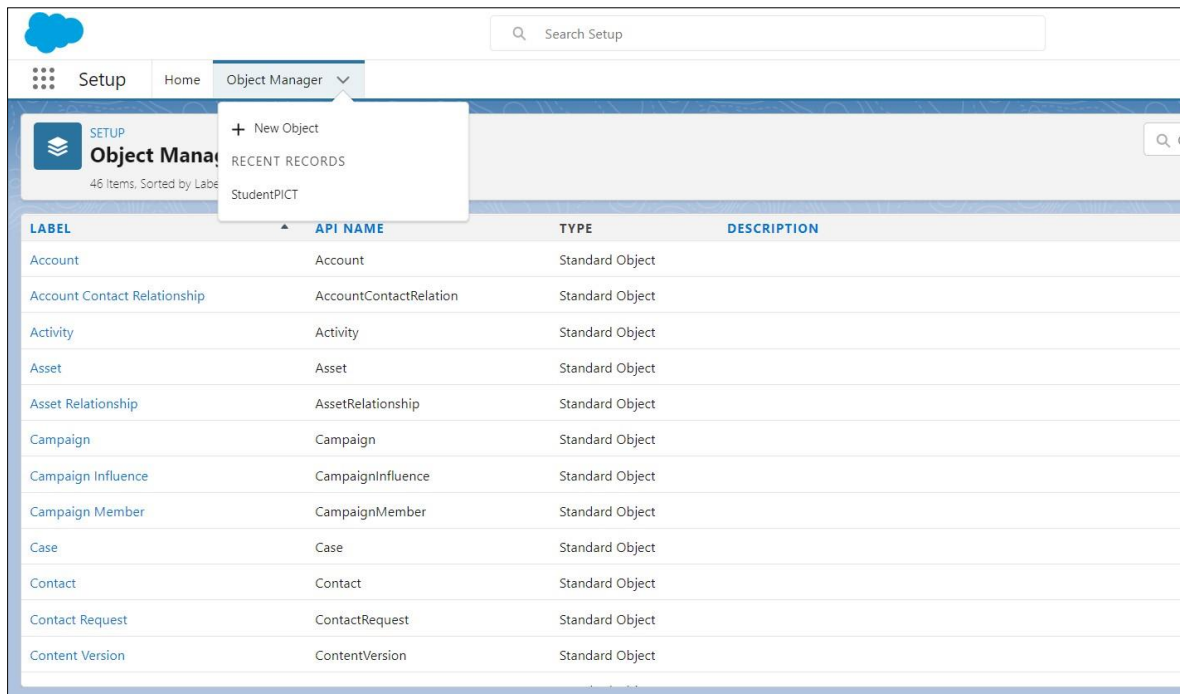 Search Setup
Setup Home Object Manager
SETUP
Object Manag
46 Items, Sorted by Labe
+ New Object
RECENT RECORDS
StudentPICT
LABEL API NAME TYPE DESCRIPTION
Account Account Standard Object
Account Contact Relationship AccountContactRelation Standard Object
Activity Activity Standard Object
Asset Asset Standard Object
Asset Relationship AssetRelationship Standard Object
Campaign Campaign Standard Object
Campaign Influence CampaignInfluence Standard Object
Campaign Member CampaignMember Standard Object
Case Case Standard Object
Contact Contact Standard Object
Contact Request ContactRequest Standard Object
Content Version ContentVersion Standard Object